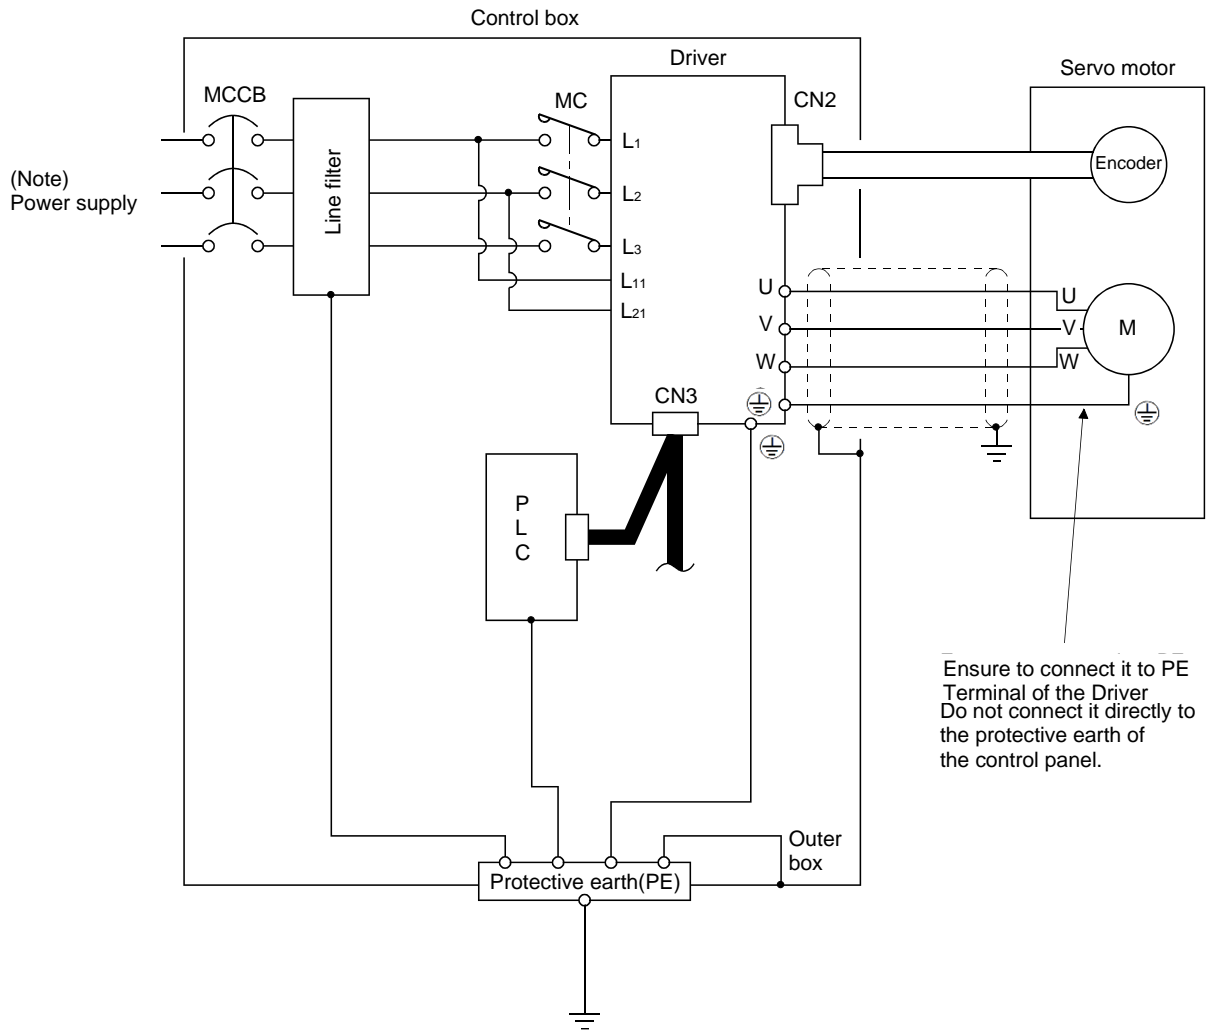 Control box
Driver
Servo motor
MCCB
MC
CN2
Line filter
L1
Encoder
(Note)
Power supply
L2
L3
L11
L21
U
U
V
V
M
W
W
CN3
P
L
C
Ensure to connect it to PE
Terminal of the Driver
Do not connect it directly to
the protective earth of
the control panel.
Outer
box
Protective earth(PE)